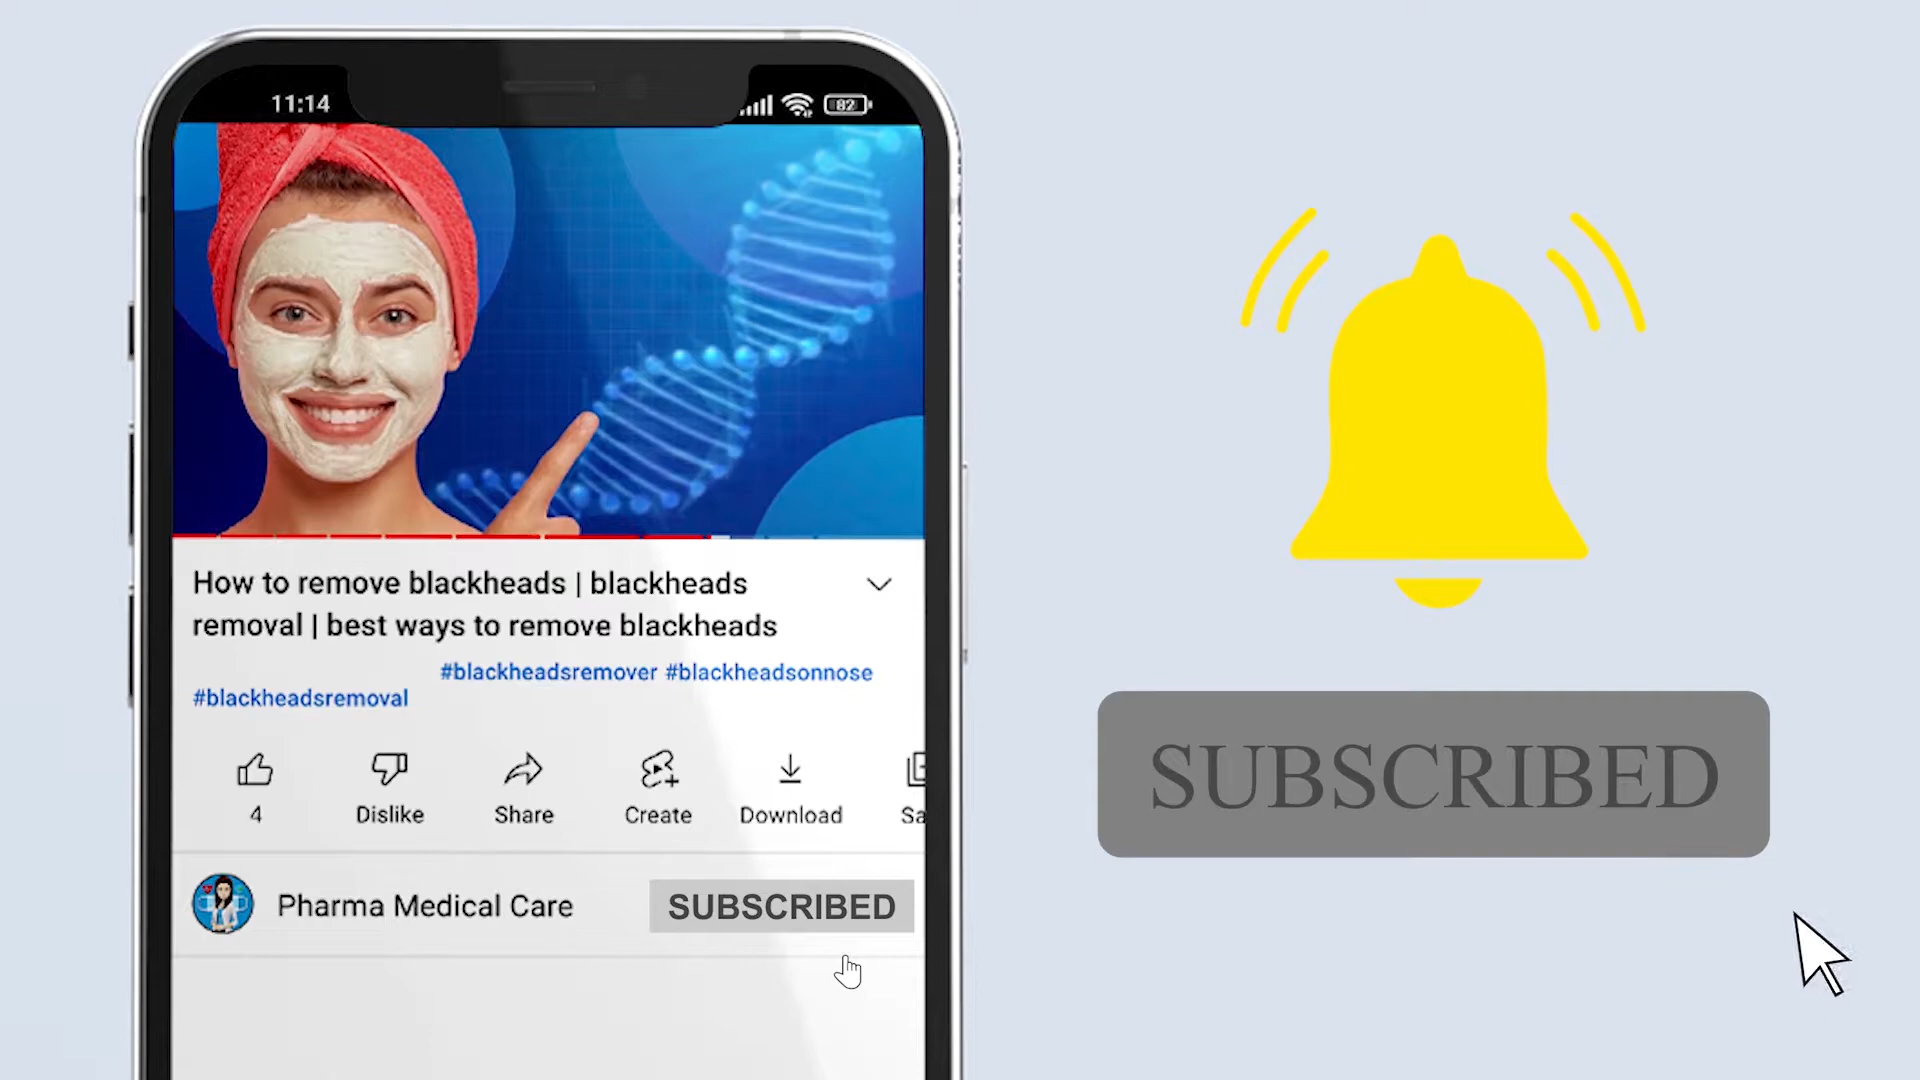 11:14
82
How to remove blackheads | blackheads
removal | best ways to remove blackheads
#blackheadsremover #blackheadsonnose
#blackheadsremoval
4 Dislike Share Create Download Sa
Pharma Medical Care SUBSCRIBED
SUBSCRIBED